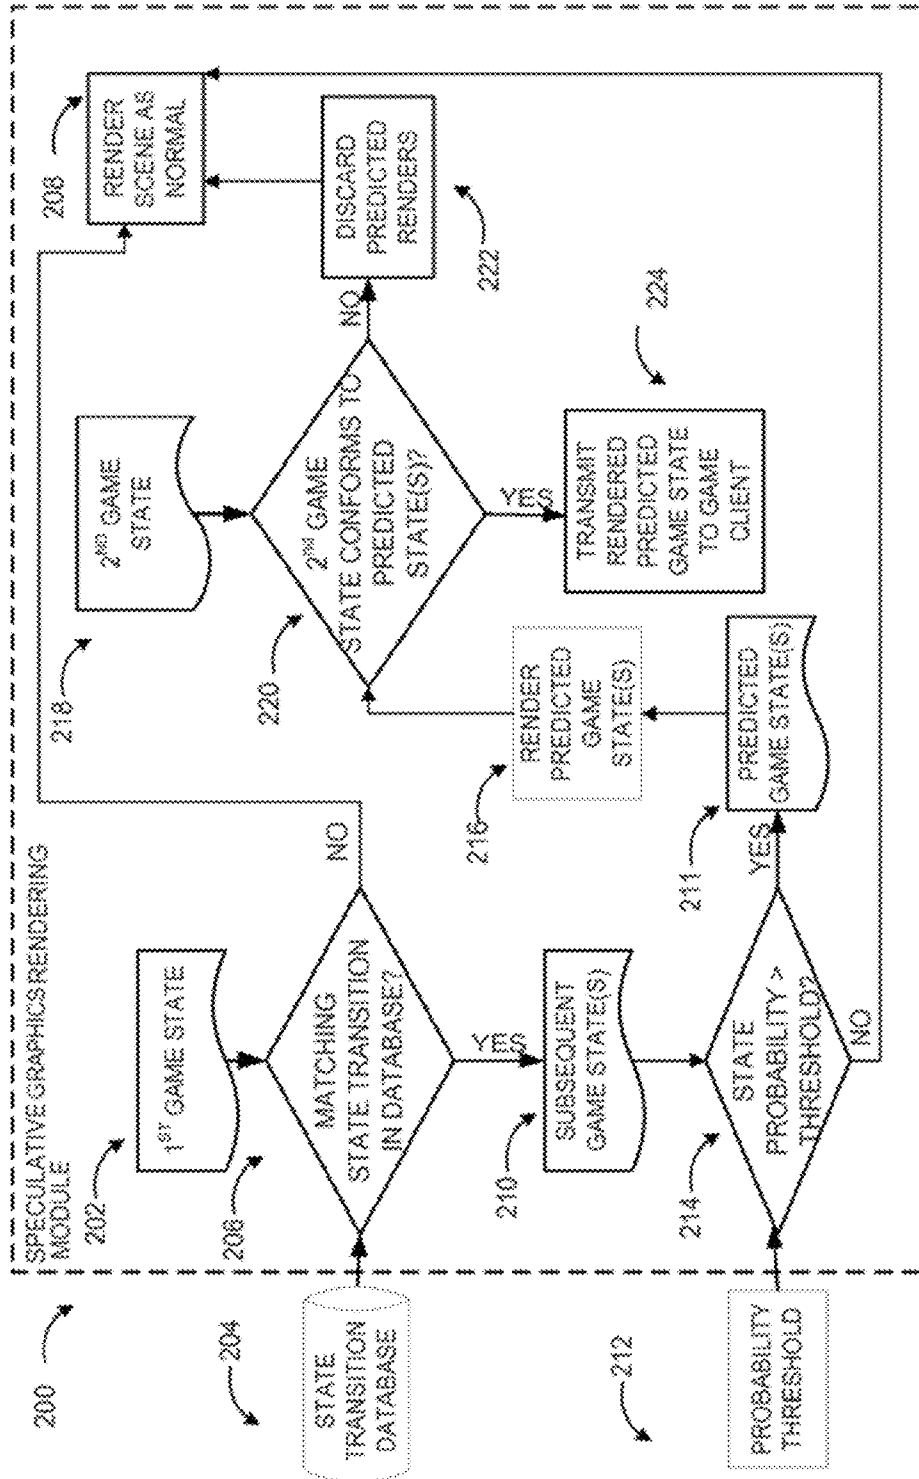 200
SPECULATIVE GRAPHICS RENDERING
MODULE
202
1ST GAME STATE
204
STATE
TRANSITION
DATABASE
206
MATCHING
STATE TRANSITION
IN DATABASE?
NO
YES
210
SUBSEQUENT
GAME STATE(S)
212
PROBABILITY
THRESHOLD
214
STATE
PROBABILITY >
THRESHOLD?
NO
YES
211
PREDICTED
GAME STATE(S)
216
RENDER
PREDICTED
GAME
STATE(S)
218
2ND GAME
STATE
220
2ND GAME
STATE CONFORMS TO
PREDICTED
STATE(S)?
NO
YES
222
DISCARD
PREDICTED
RENDERS
208
RENDER
SCENE AS
NORMAL
224
TRANSMIT
RENDERED
PREDICTED
GAME STATE
TO GAME
CLIENT